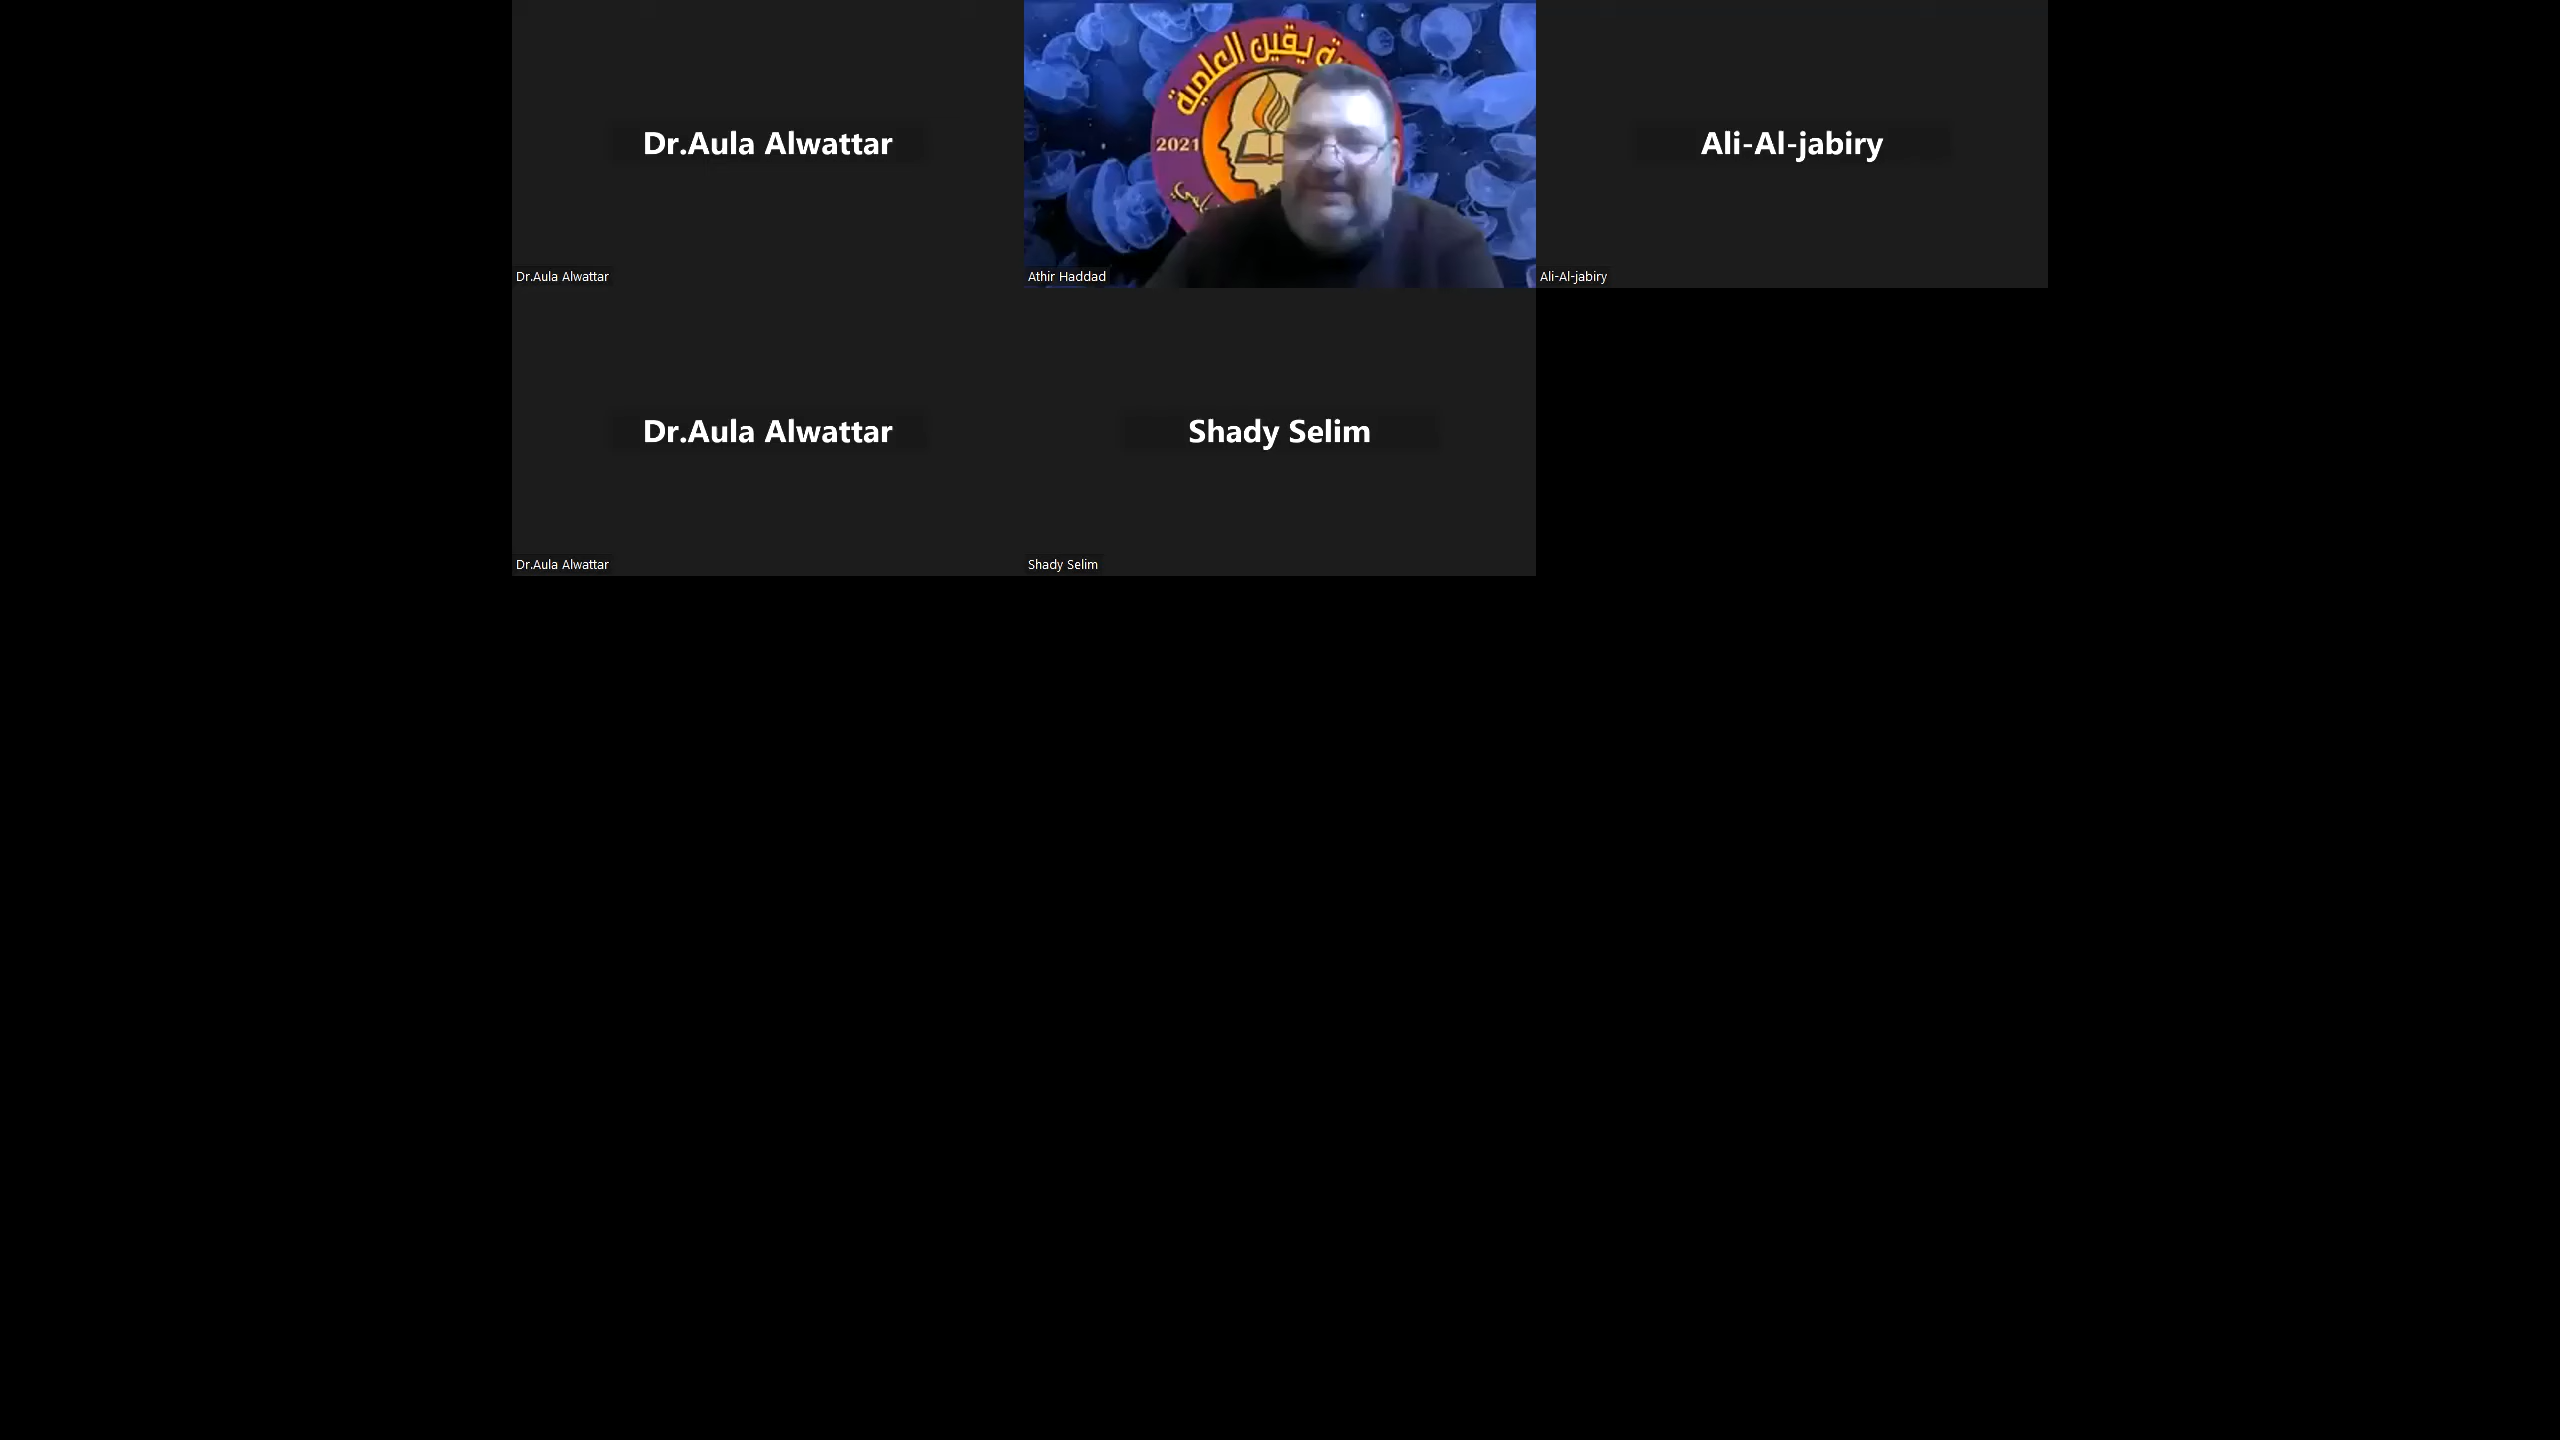 Dr.Aula Alwattar
Dr.Aula Alwattar
يقين العلمية
2021
Athir Haddad
Ali-Al-jabiry
Ali-Al-jabiry
Dr.Aula Alwattar
Dr.Aula Alwattar
Shady Selim
Shady Selim